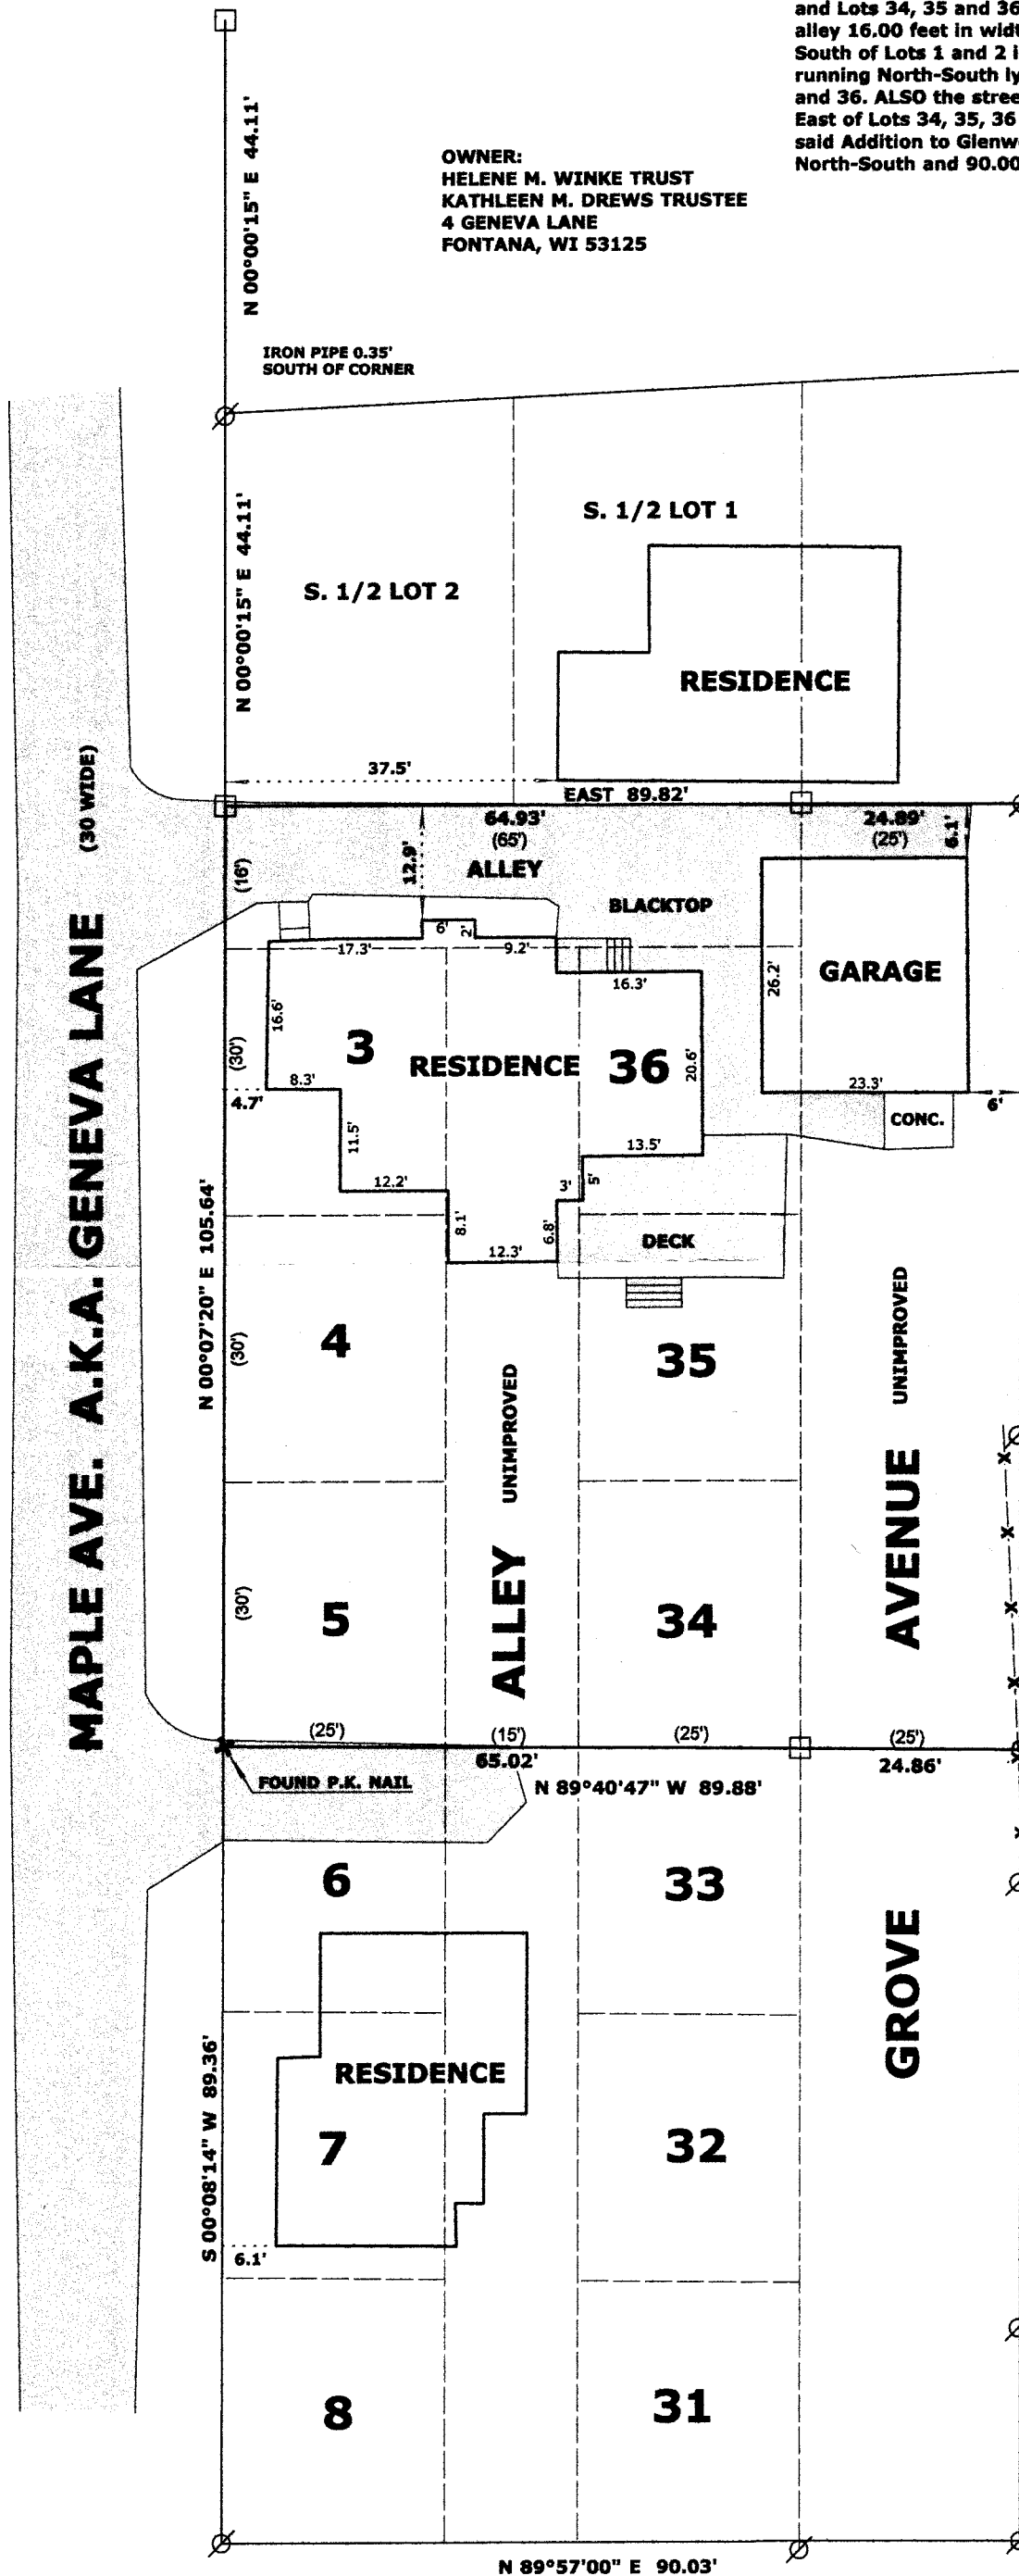 and Lots 34, 35 and 36
alley 16.00 feet in widt
South of Lots 1 and 2 i
running North-South ly
and 36. ALSO the stree
East of Lots 34, 35, 36
said Addition to Glenw
North-South and 90.00
OWNER:
HELENE M. WINKE TRUST
KATHLEEN M. DREWS TRUSTEE
4 GENEVA LANE
FONTANA, WI 53125
N 00°00'15" E 44.11'
IRON PIPE 0.35'
SOUTH OF CORNER
N 00°00'15" E 44.11'
S. 1/2 LOT 1
S. 1/2 LOT 2
RESIDENCE
37.5'
EAST 89.82'
64.93'
(65')
24.89'
(25')
6.1'
(16')
12.9'
ALLEY
BLACKTOP
6'
2'
17.3'
9.2'
16.3'
26.2'
GARAGE
16.6'
3
RESIDENCE
36
20.6'
(30')
8.3'
4.7'
23.3'
6'
CONC.
11.5'
13.5'
12.2'
3'
5'
8.1'
6.8'
12.3'
DECK
N 00°07'20" E 105.64'
(30')
4
35
ALLEY UNIMPROVED
AVENUE UNIMPROVED
MAPLE AVE. A.K.A. GENEVA LANE (30 WIDE)
(30')
5
34
X
X
X
X
X
X
(25')
(15')
(25')
(25')
65.02'
24.86'
FOUND P.K. NAIL
N 89°40'47" W 89.88'
6
33
GROVE
RESIDENCE
7
32
S 00°08'14" W 89.36'
6.1'
8
31
N 89°57'00" E 90.03'